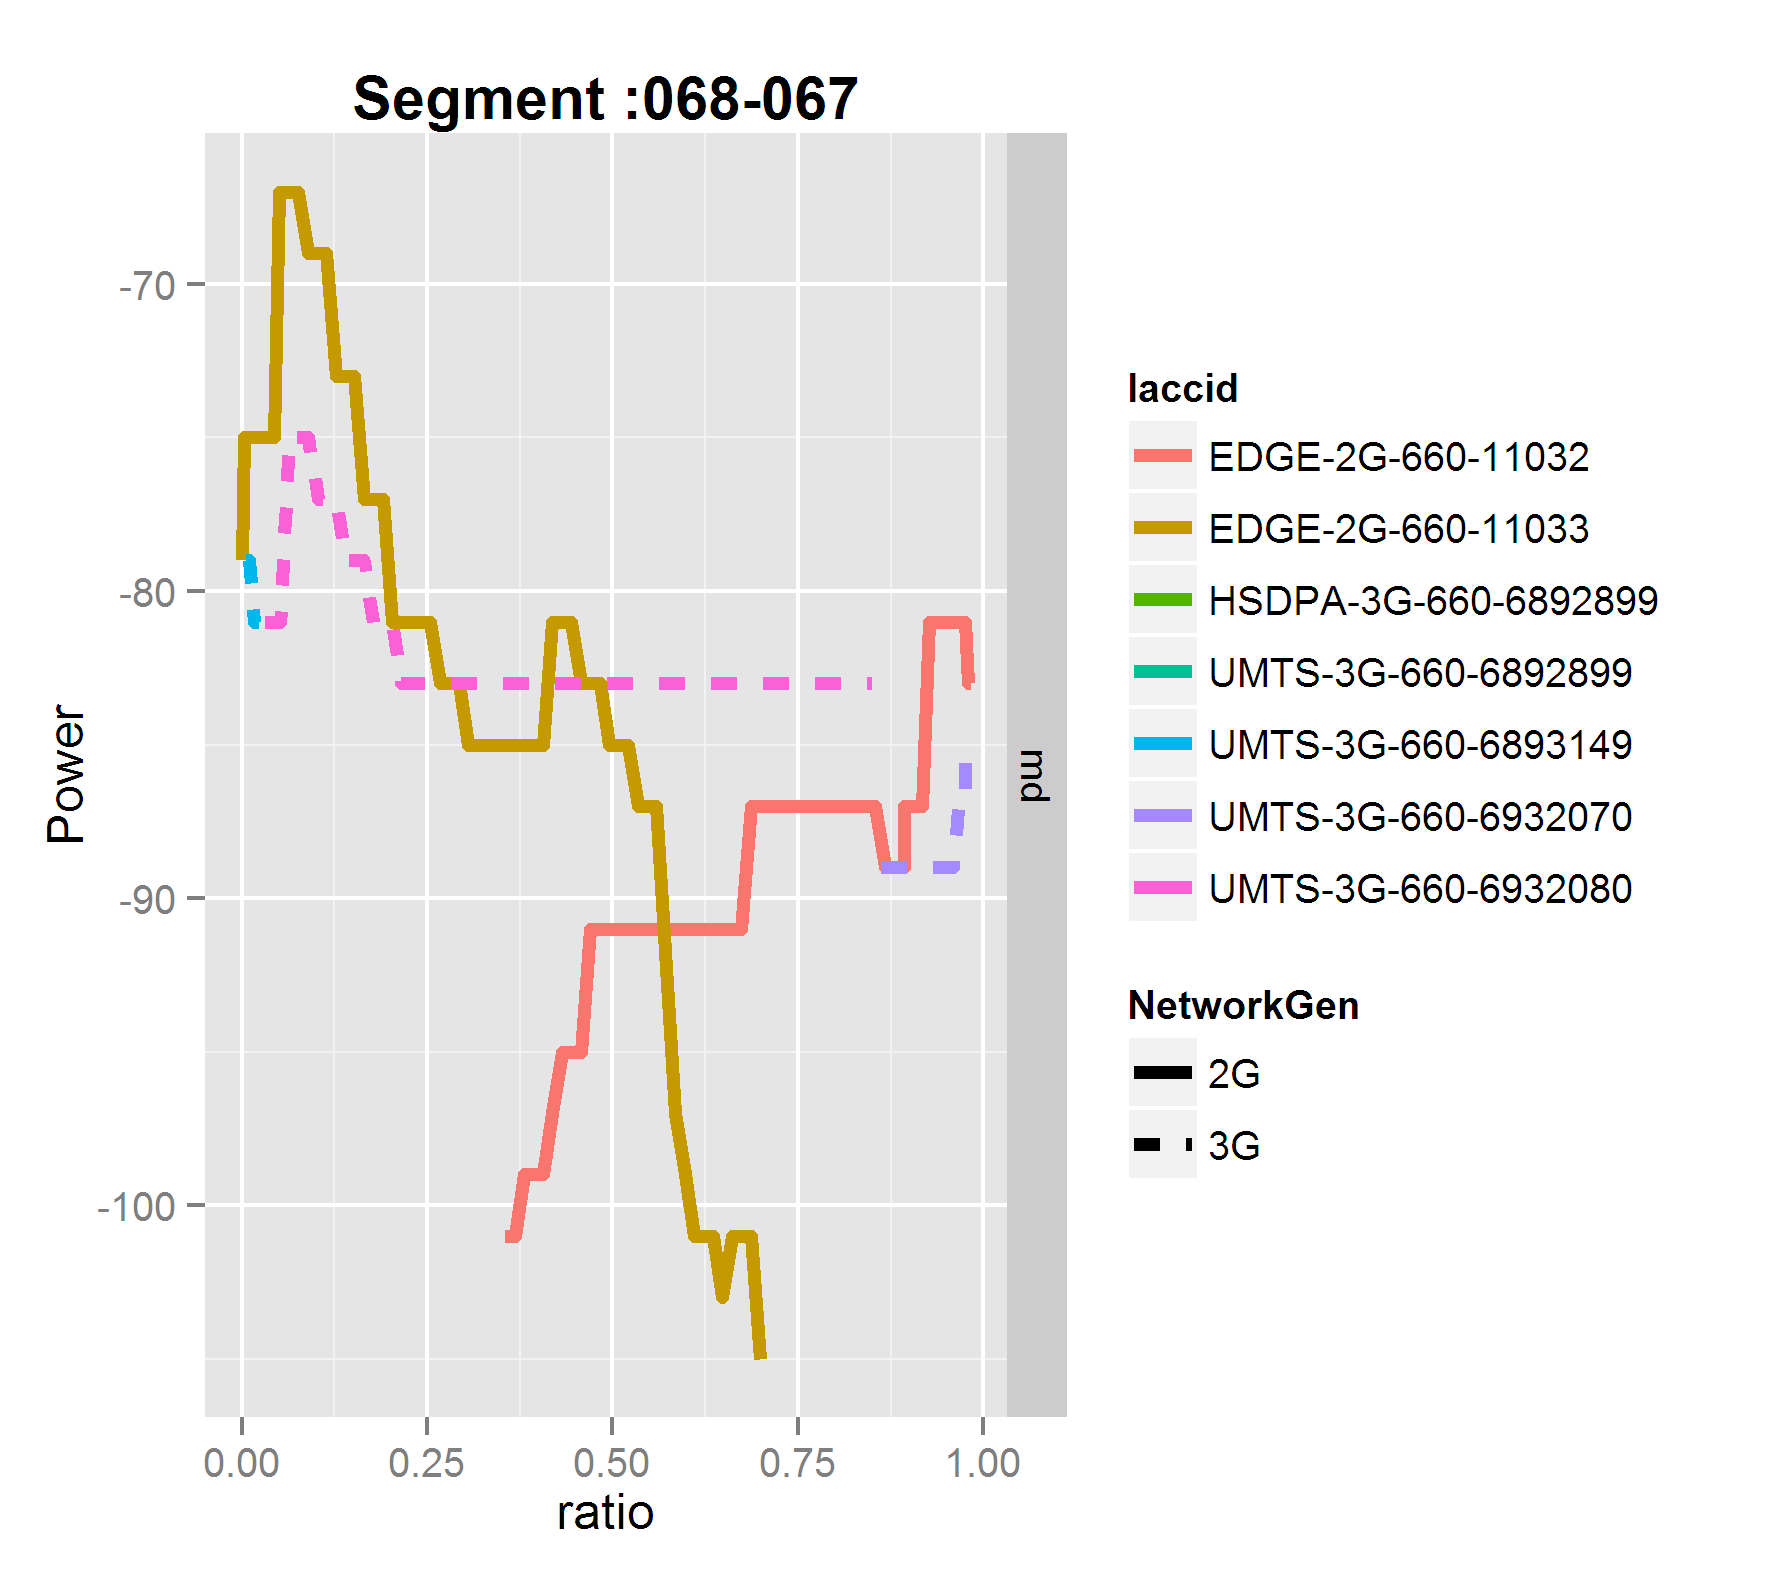 Segment :068-067
-70
-80
-90
-100
Power
0.00 0.25 0.50 0.75 1.00
ratio
md
laccid
EDGE-2G-660-11032
EDGE-2G-660-11033
HSDPA-3G-660-6892899
UMTS-3G-660-6892899
UMTS-3G-660-6893149
UMTS-3G-660-6932070
UMTS-3G-660-6932080
NetworkGen
2G
3G